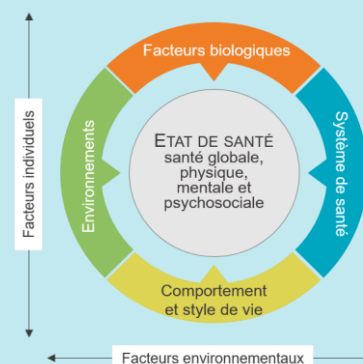 Facteurs biologiques
Facteurs individuels
Environnements
ETAT DE SANTÉ
santé globale,
physique,
mentale et
psychosociale
Système de santé
Comportement
et style de vie
Facteurs environnementaux